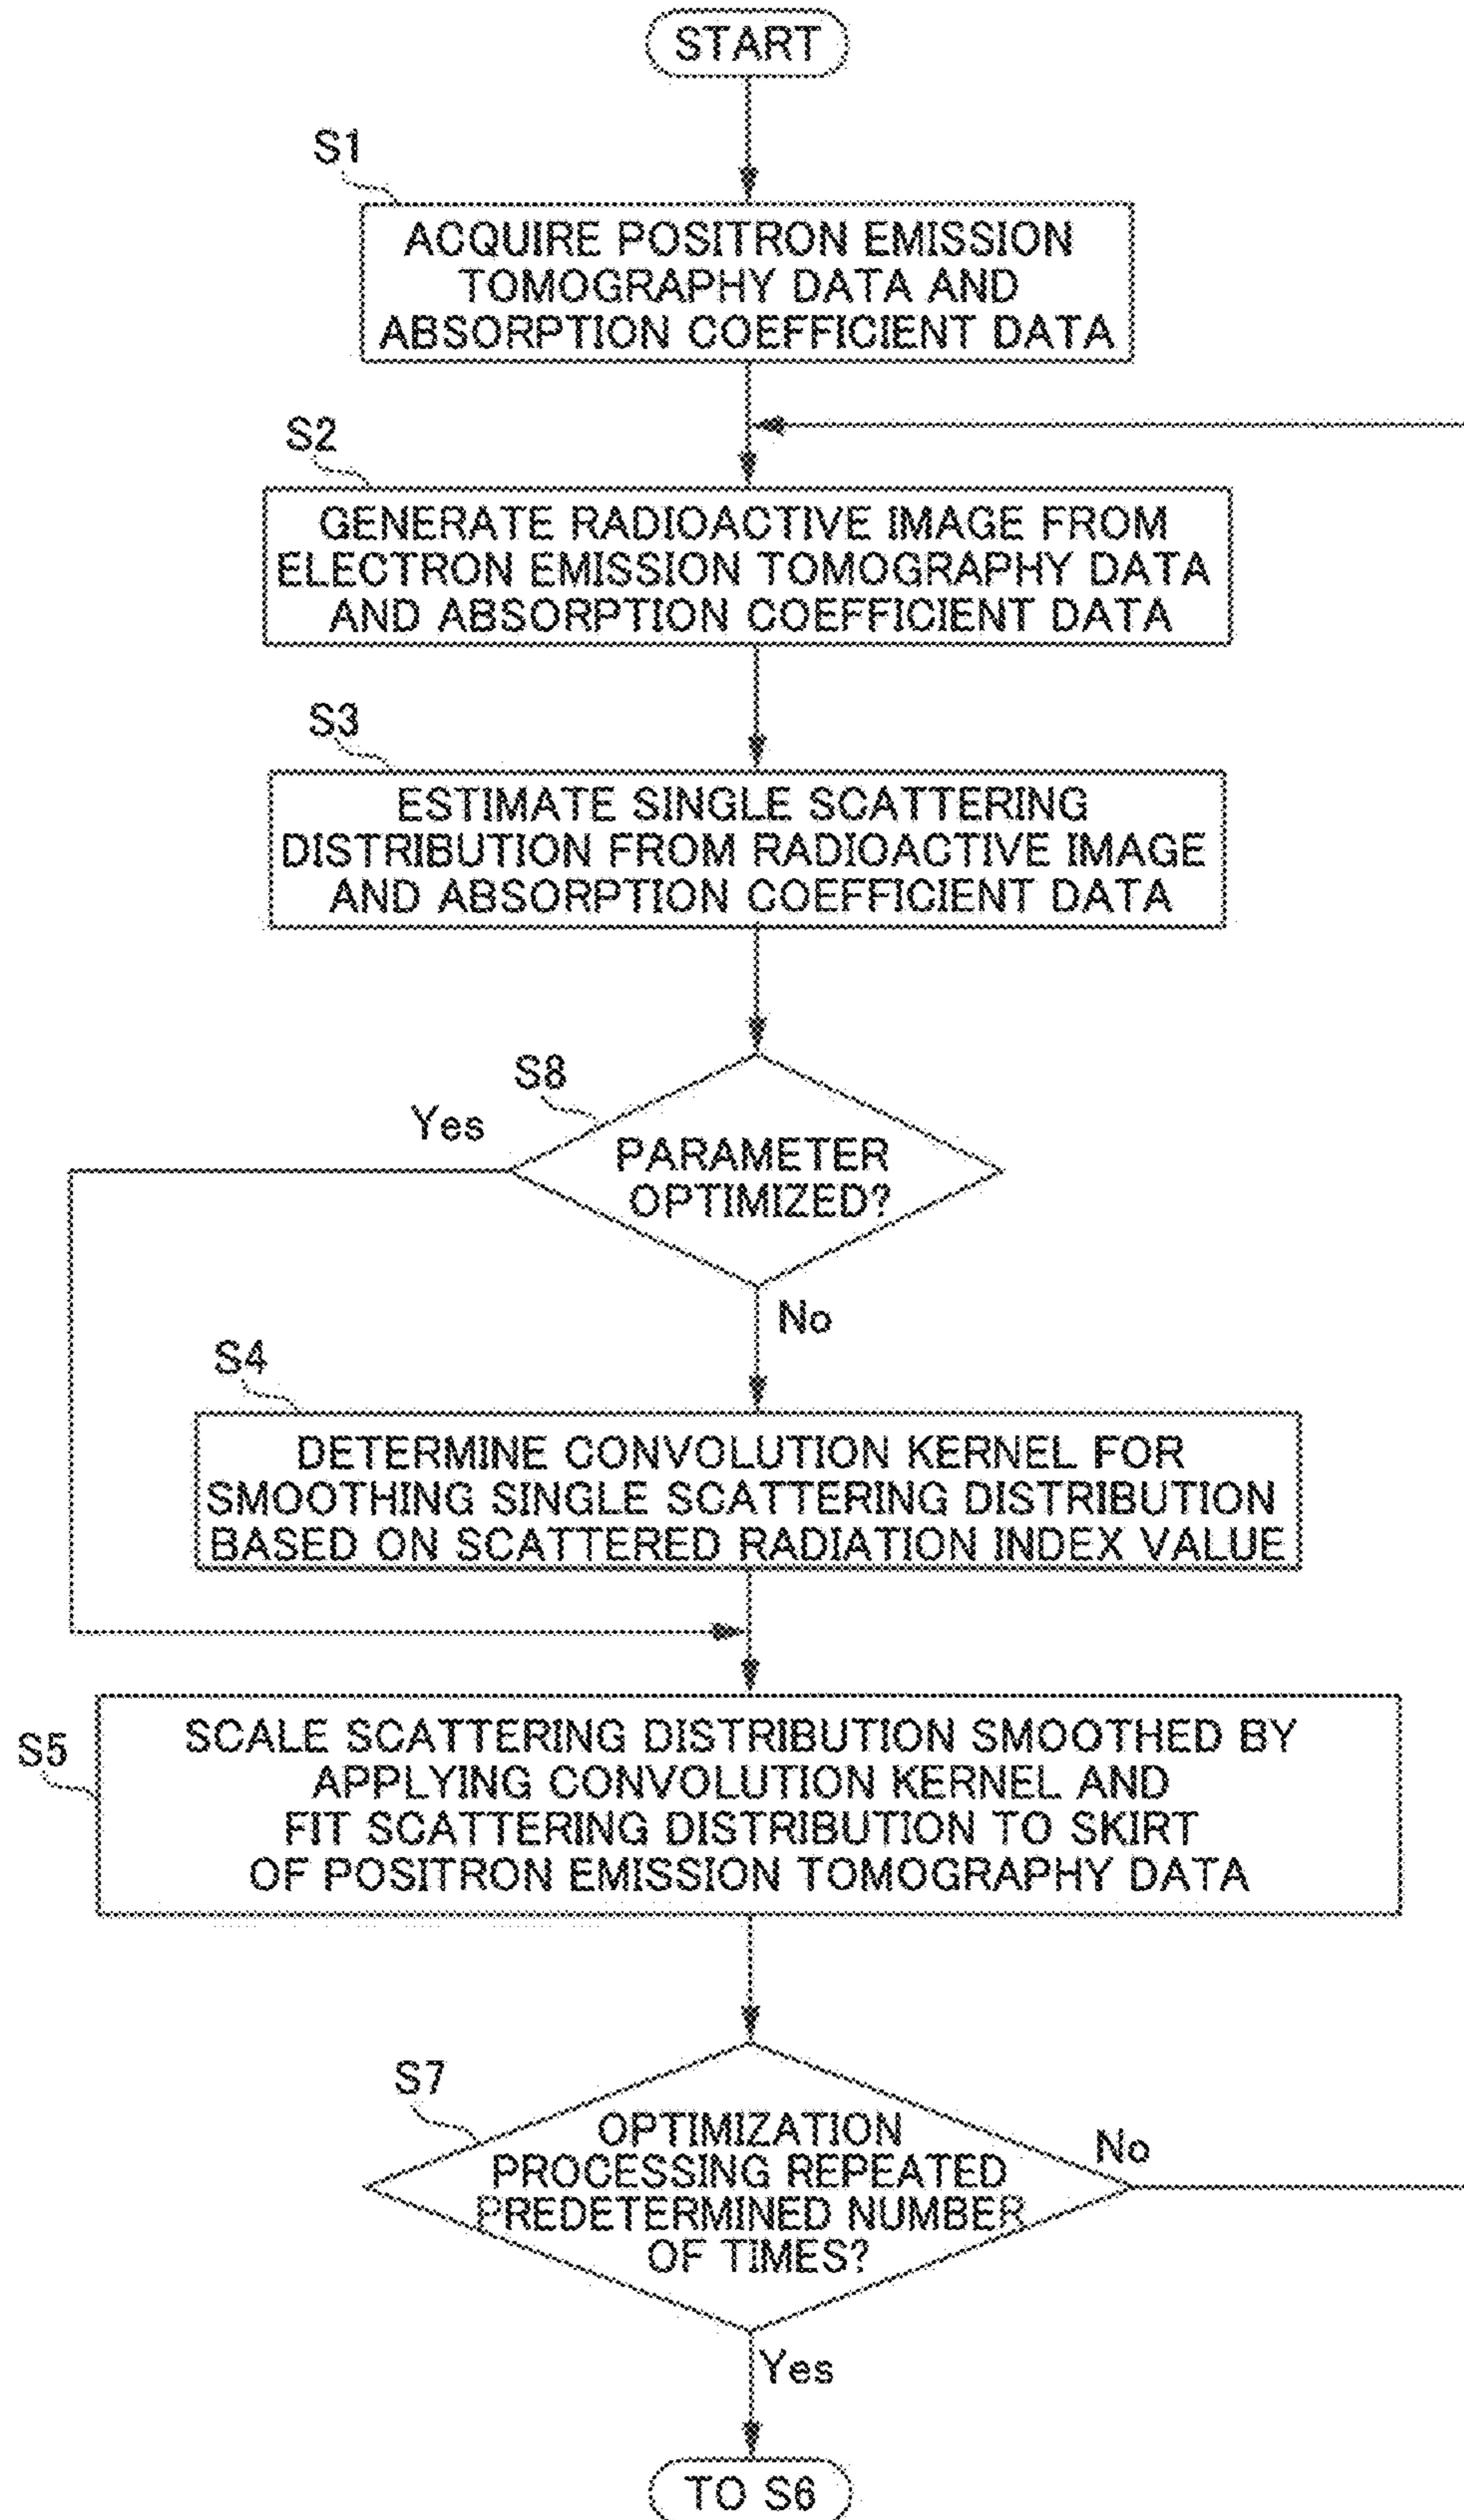 START
S1
ACQUIRE POSITRON EMISSION
TOMOGRAPHY DATA AND
ABSORPTION COEFFICIENT DATA
S2
GENERATE RADIOACTIVE IMAGE FROM
ELECTRON EMISSION TOMOGRAPHY DATA
AND ABSORPTION COEFFICIENT DATA
S3
ESTIMATE SINGLE SCATTERING
DISTRIBUTION FROM RADIOACTIVE IMAGE
AND ABSORPTION COEFFICIENT DATA
S8
Yes
PARAMETER
OPTIMIZED?
No
S4
DETERMINE CONVOLUTION KERNEL FOR
SMOOTHING SINGLE SCATTERING DISTRIBUTION
BASED ON SCATTERED RADIATION INDEX VALUE
S5
SCALE SCATTERING DISTRIBUTION SMOOTHED BY
APPLYING CONVOLUTION KERNEL AND
FIT SCATTERING DISTRIBUTION TO SKIRT
OF POSITRON EMISSION TOMOGRAPHY DATA
S7
OPTIMIZATION
PROCESSING REPEATED
PREDETERMINED NUMBER
OF TIMES?
No
Yes
TO S6